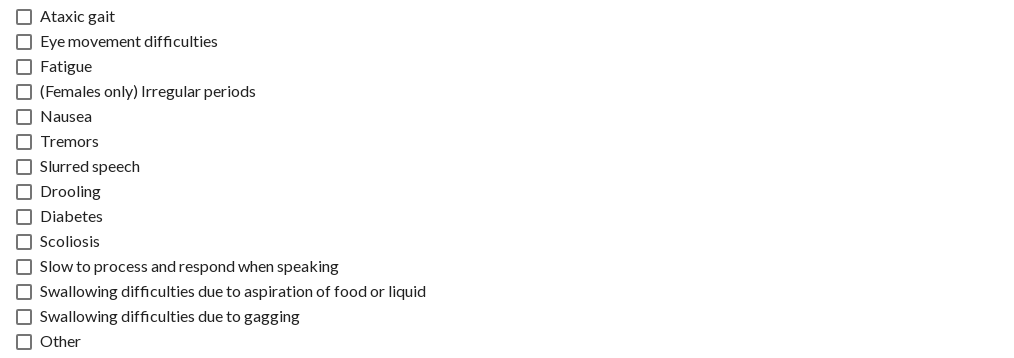 Ataxic gait
Eye movement difficulties
Fatigue
(Females only) Irregular periods
Nausea
Tremors
Slurred speech
Drooling
Diabetes
Scoliosis
Slow to process and respond when speaking
Swallowing difficulties due to aspiration of food or liquid
Swallowing difficulties due to gagging
Other